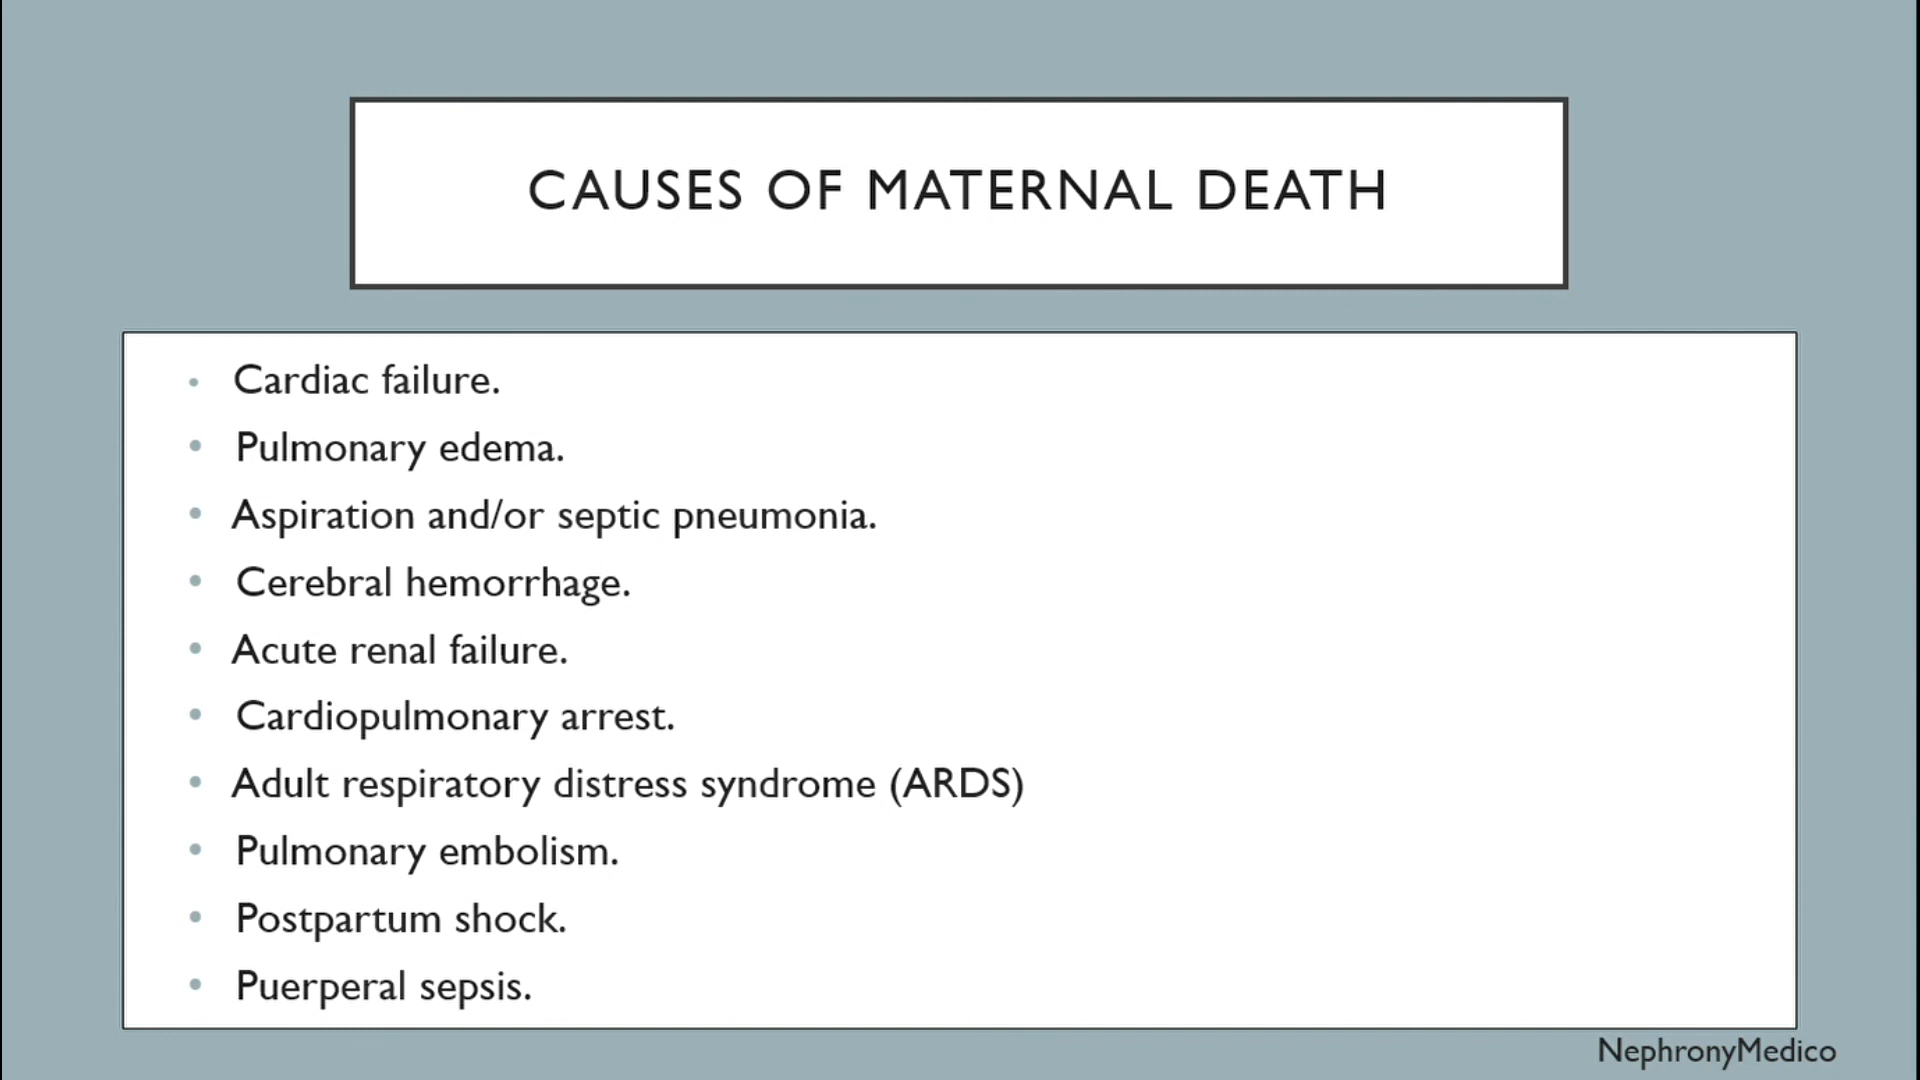 CAUSES OF MATERNAL DEATH
• Cardiac failure.
• Pulmonary edema.
• Aspiration and/or septic pneumonia.
• Cerebral hemorrhage.
• Acute renal failure.
• Cardiopulmonary arrest.
• Adult respiratory distress syndrome (ARDS)
• Pulmonary embolism.
• Postpartum shock.
• Puerperal sepsis.
NephronyMedico